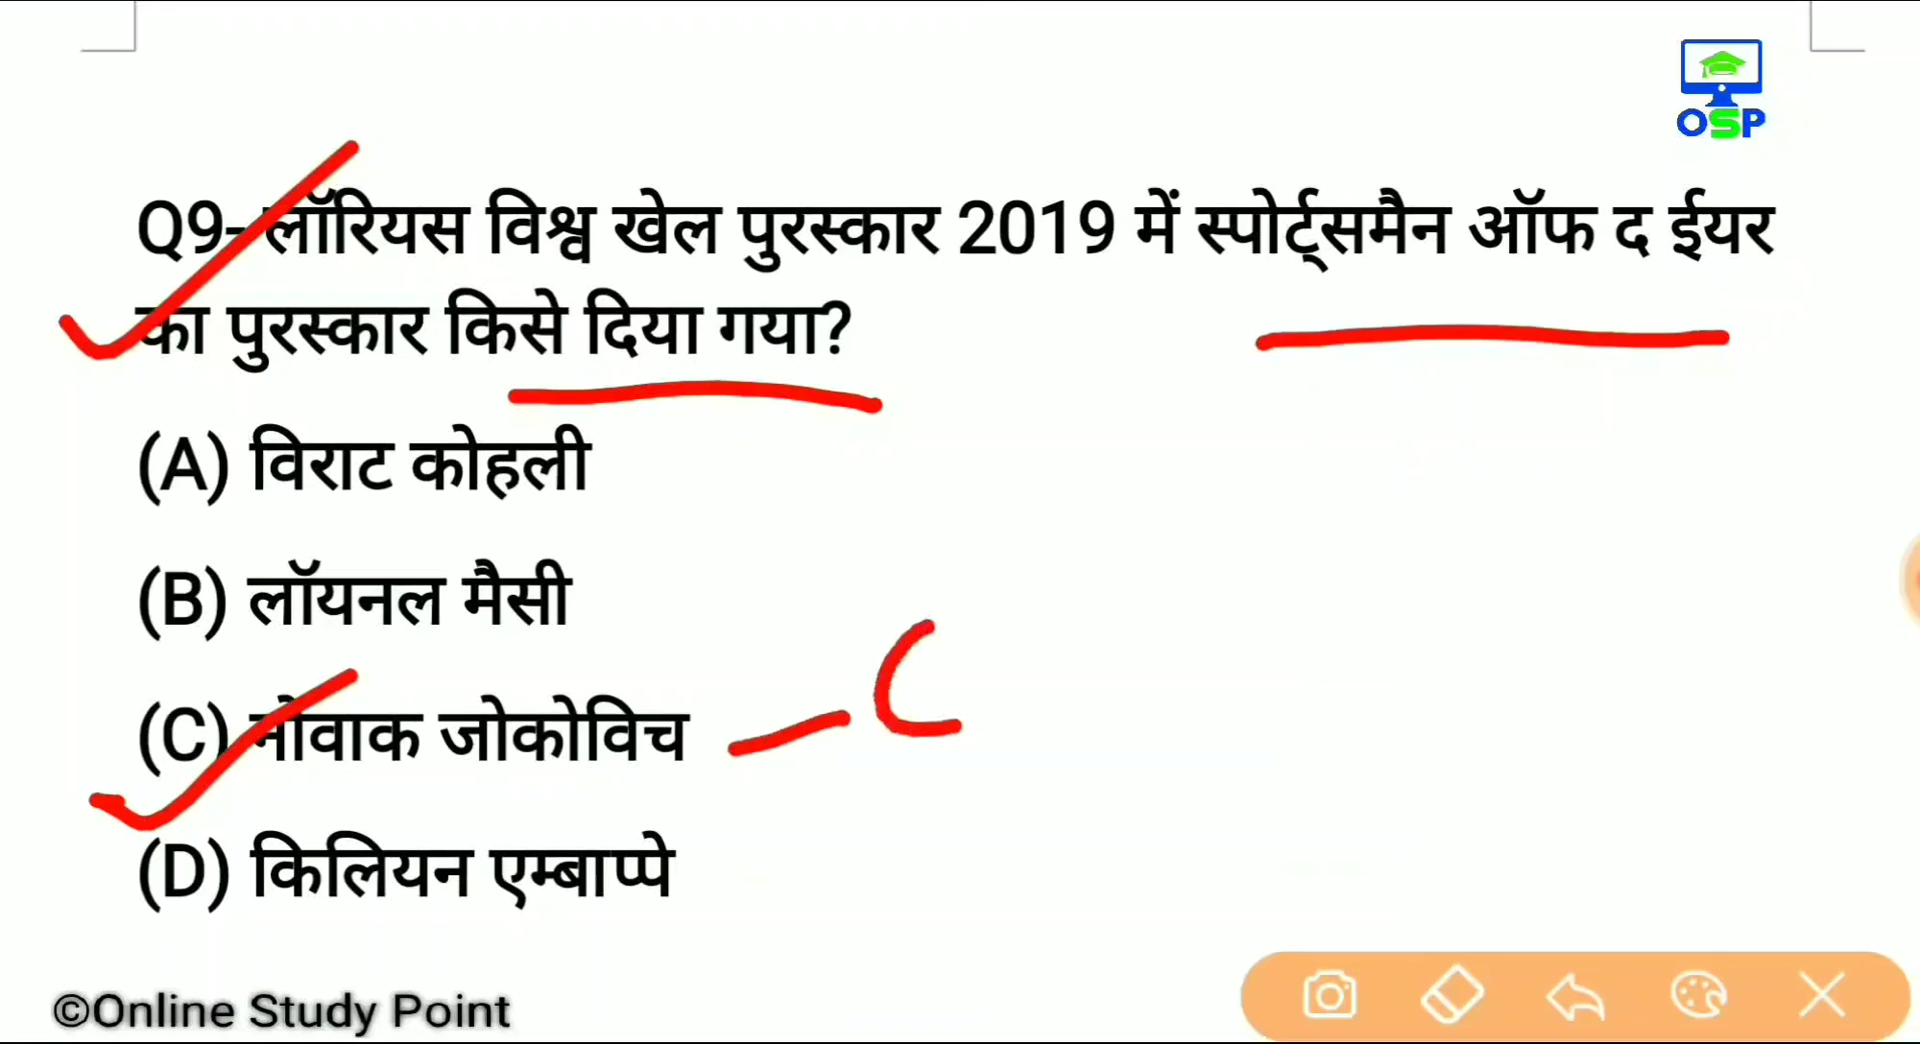 OSP
Q9- लॉरियस विश्व खेल पुरस्कार 2019 में स्पोर्ट्समैन ऑफ द ईयर
का पुरस्कार किसे दिया गया?
(A) विराट कोहली
(B) लॉयनल मैसी
(C) नोवाक जोकोविच – C
(D) किलियन एम्बाप्पे
©Online Study Point